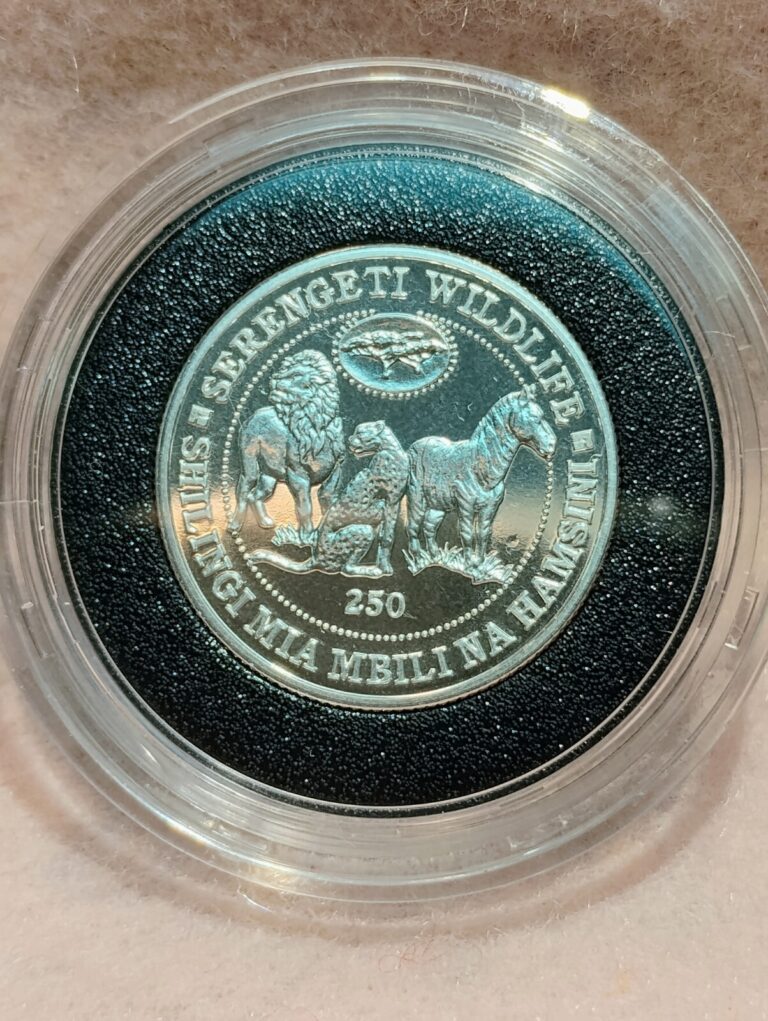 SERENGETI WILDLIFE
250
SHILINGI MIA MBILI NA HAMSINI